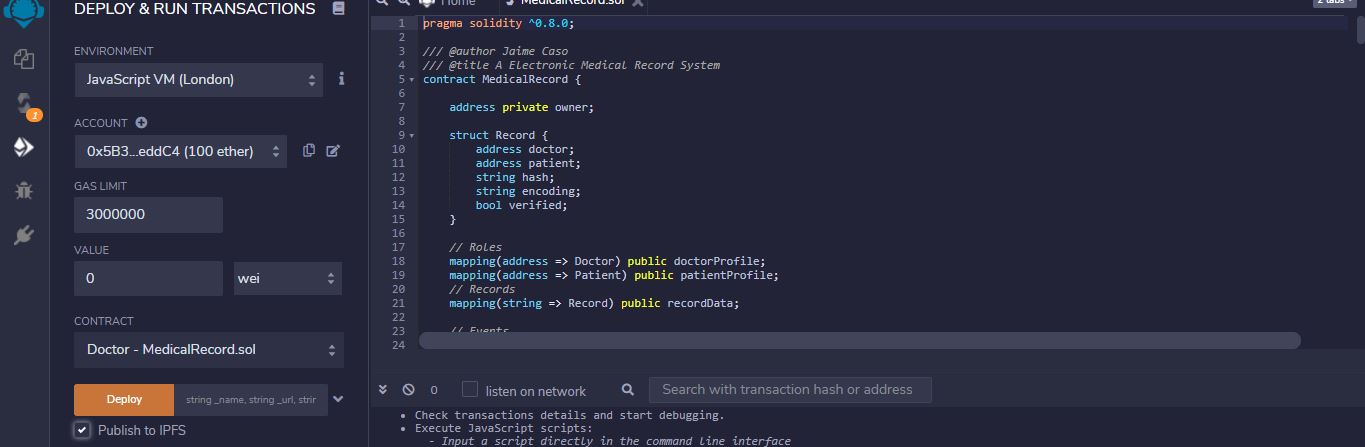 DEPLOY & RUN TRANSACTIONS
ENVIRONMENT
JavaScript VM (London)
ACCOUNT
0x5B3...eddC4 (100 ether)
GAS LIMIT
3000000
VALUE
0
wei
CONTRACT
Doctor - MedicalRecord.sol
Deploy
string _name, string _url, strir
Publish to IPFS
1
Home
MedicalRecord.sol
2 tabs
1 pragma solidity ^0.8.0;
2
3 /// @author Jaime Caso
4 /// @title A Electronic Medical Record System
5 contract MedicalRecord {
6
7 address private owner;
8
9 struct Record {
10 address doctor;
11 address patient;
12 string hash;
13 string encoding;
14 bool verified;
15 }
16
17 // Roles
18 mapping(address => Doctor) public doctorProfile;
19 mapping(address => Patient) public patientProfile;
20 // Records
21 mapping(string => Record) public recordData;
22
23 // Events
24
0
listen on network
Search with transaction hash or address
• Check transactions details and start debugging.
• Execute JavaScript scripts:
- Input a script directly in the command line interface